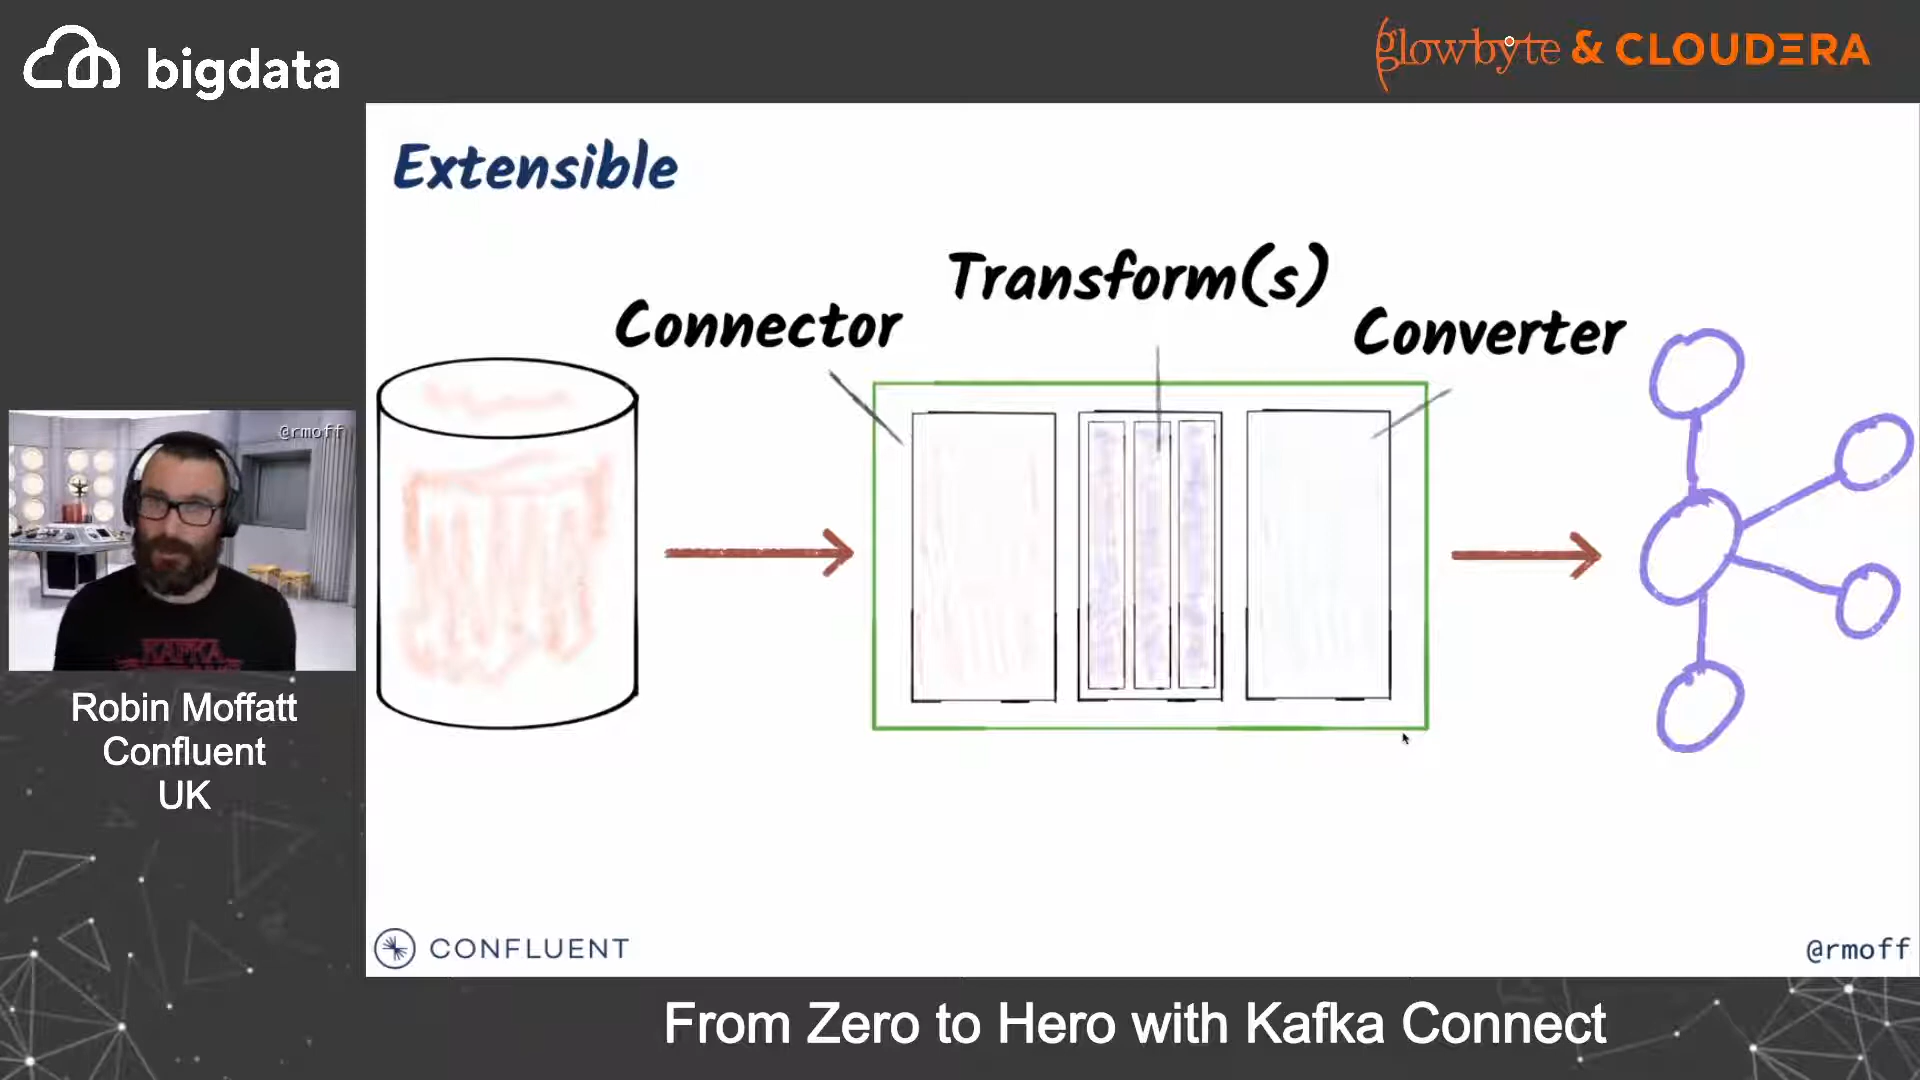 bigdata
glowbyte & CLOUDERA
Extensible
Transform(s)
Connector
Converter
@rmoff
KAFKA
Robin Moffatt
Confluent
UK
CONFLUENT
@rmoff
From Zero to Hero with Kafka Connect